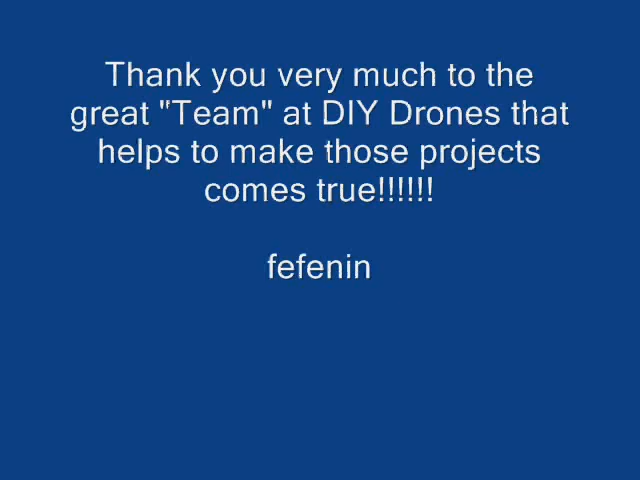 Thank you very much to the
great "Team" at DIY Drones that
helps to make those projects
comes true!!!!!!
fefenin